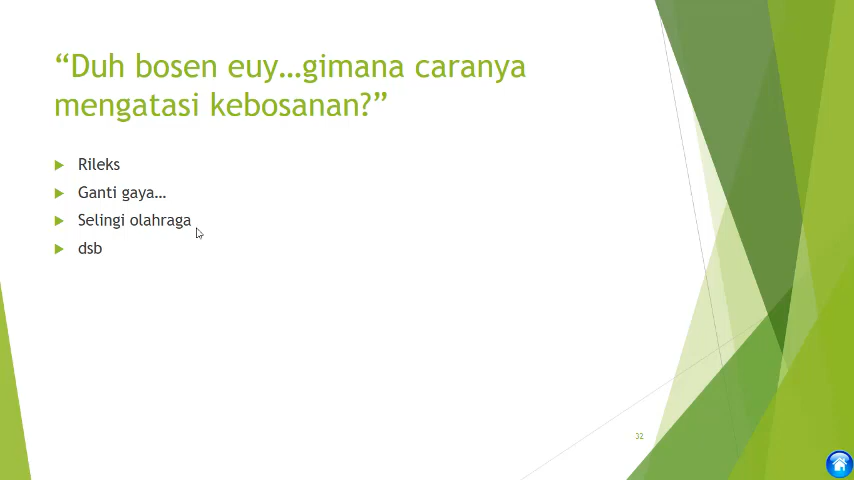 “Duh bosen euy…gimana caranya
mengatasi kebosanan?”
Rileks
Ganti gaya…
Selingi olahraga
dsb
32